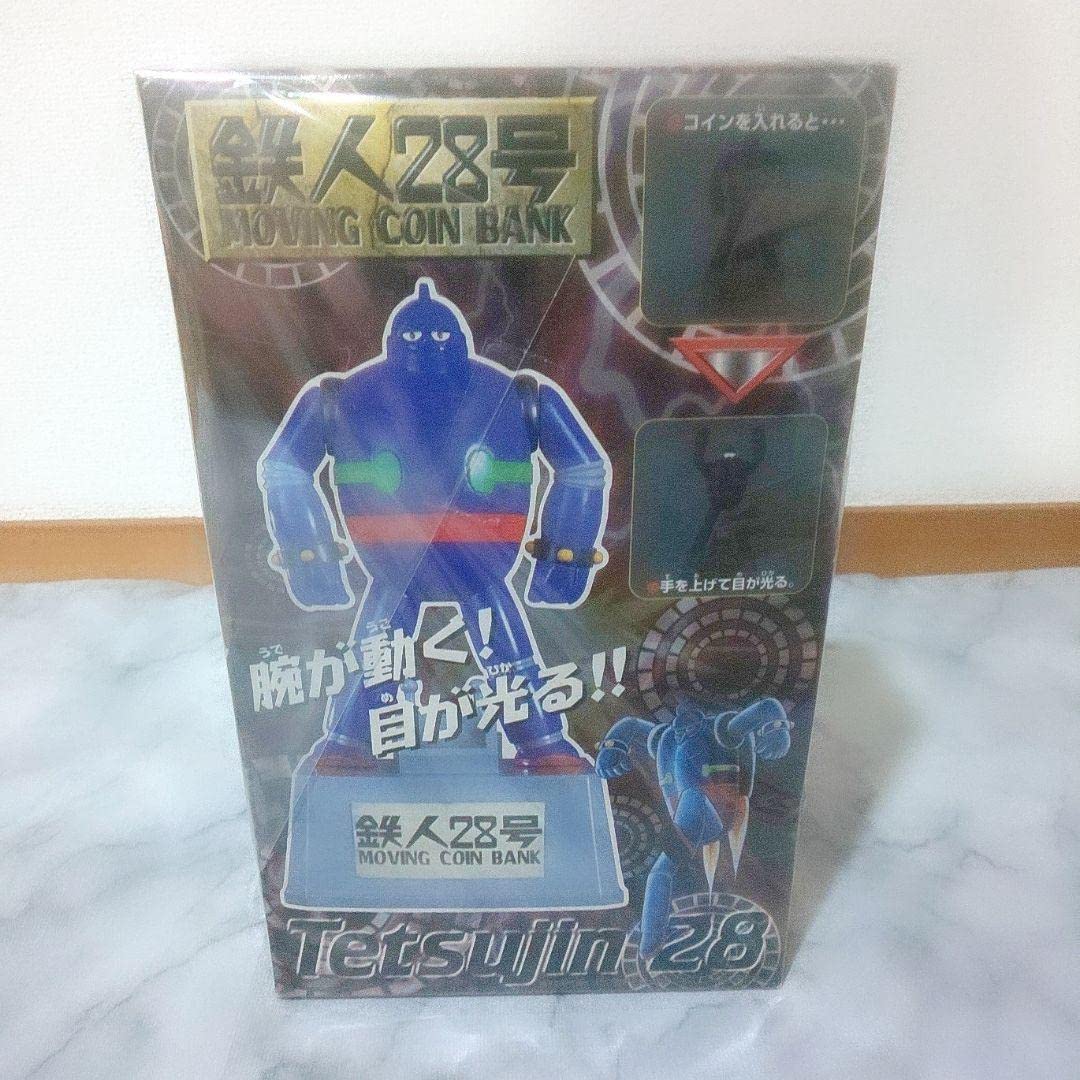 鉄人28号
MOVING COIN BANK
コインを入れると・・・
手を上げて目が光る。
腕が動く!
目が光る!!
鉄人28号
MOVING COIN BANK
Tetsujin 28